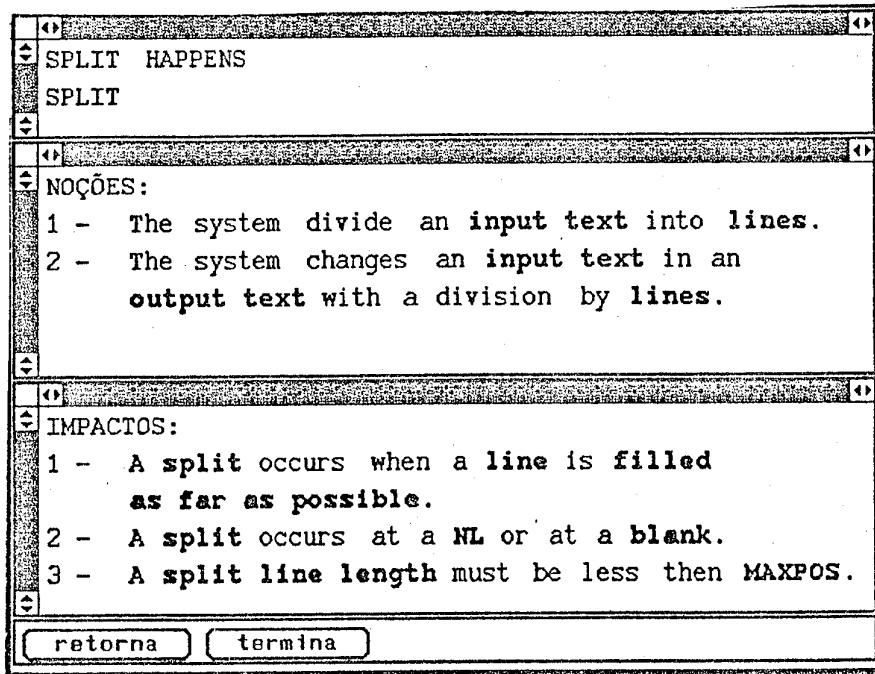 SPLIT HAPPENS
SPLIT
NOÇÕES:
1 - The system divide an input text into lines.
2 - The system changes an input text in an
output text with a division by lines.
IMPACTOS:
1 - A split occurs when a line is filled
as far as possible.
2 - A split occurs at a NL or at a blank.
3 - A split line length must be less then MAXPOS.
retorna termina